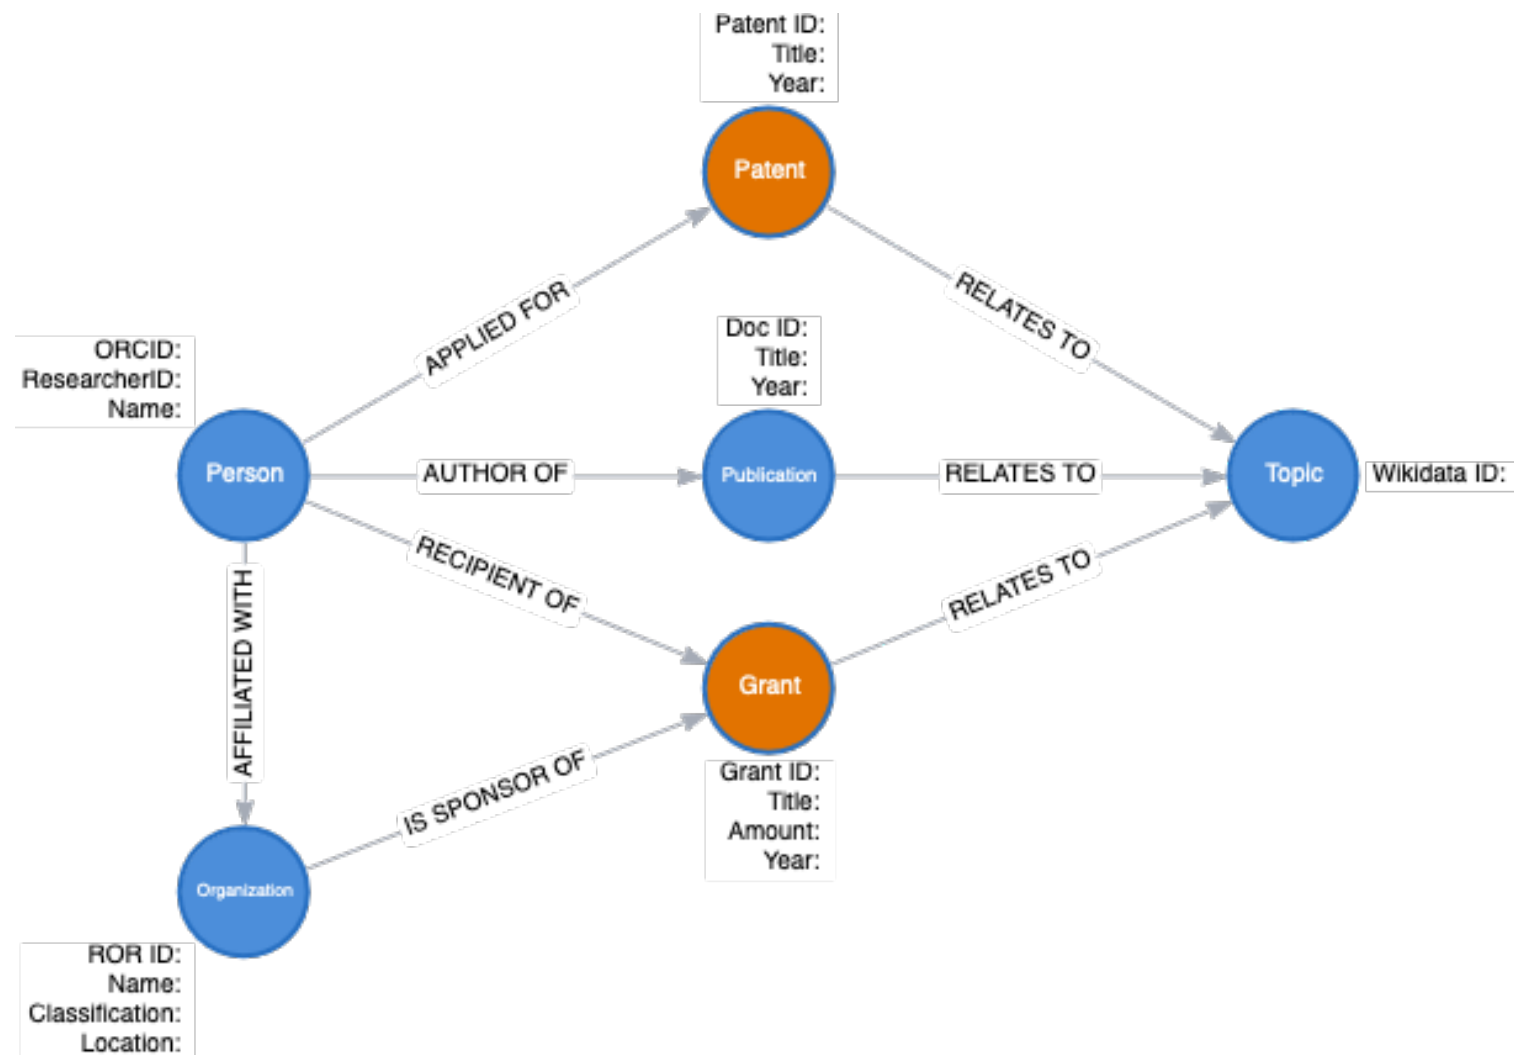 Patent ID:
Title:
Year:
Patent
APPLIED FOR
RELATES TO
ORCID:
ResearcherID:
Name:
Person
AUTHOR OF
Doc ID:
Title:
Year:
Publication
RELATES TO
Topic
Wikidata ID:
RECIPIENT OF
RELATES TO
AFFILIATED WITH
Grant
IS SPONSOR OF
Grant ID:
Title:
Amount:
Year:
Organization
ROR ID:
Name:
Classification:
Location: